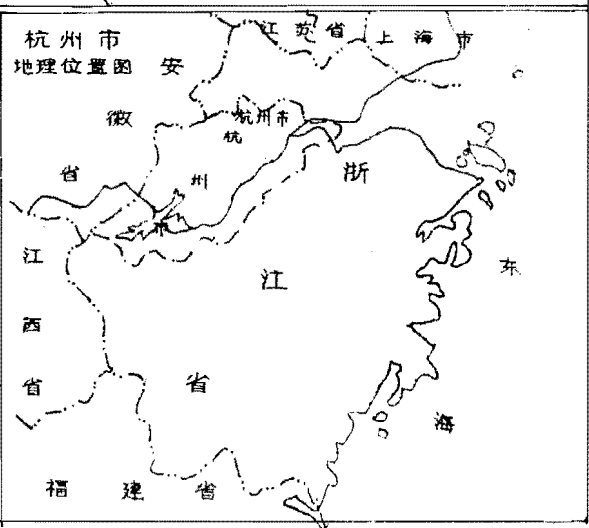 杭州市
地理位置图
江苏省
上海市
安徽省
杭州市
杭州市
浙江省
江西省
福建省
东海